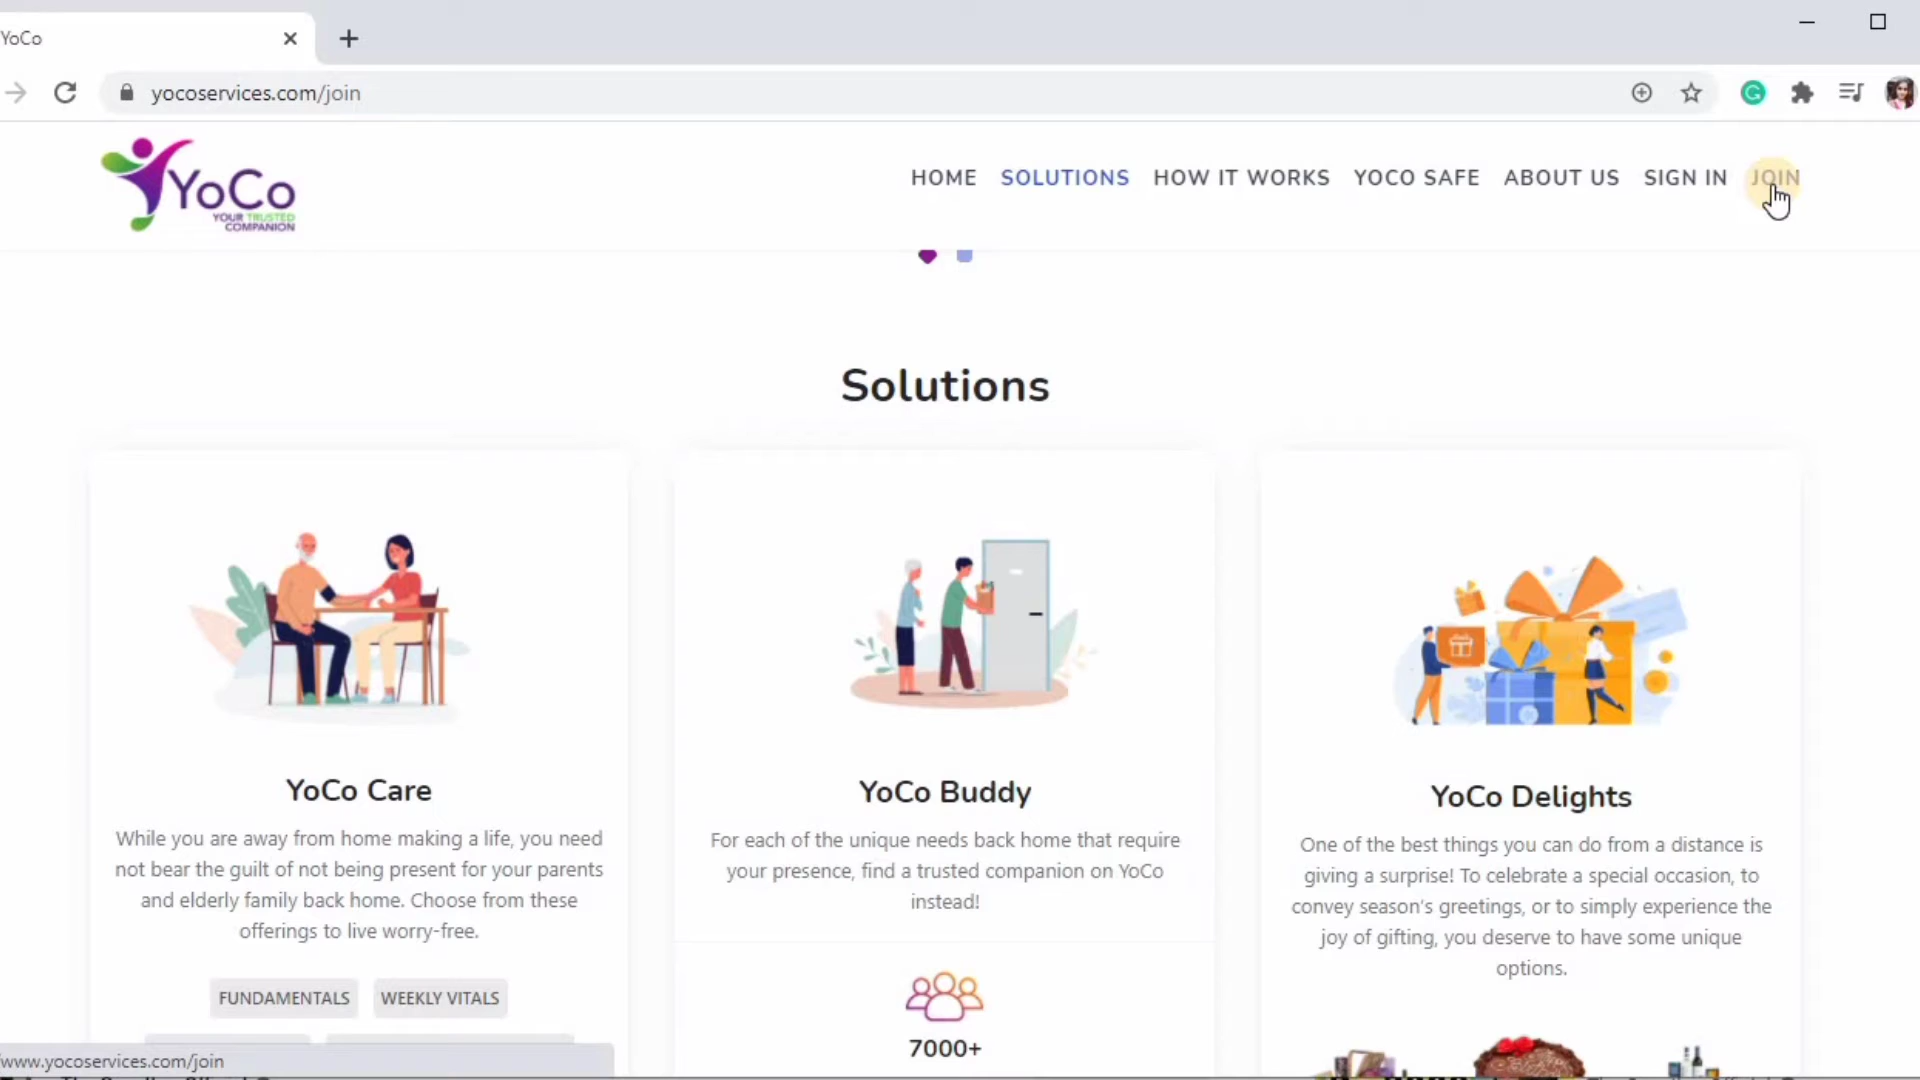 YoCo
yocoservices.com/join
YoCo
YOUR TRUSTED
COMPANION
HOME SOLUTIONS HOW IT WORKS YOCO SAFE ABOUT US SIGN IN JOIN
Solutions
YoCo Care
While you are away from home making a life, you need
not bear the guilt of not being present for your parents
and elderly family back home. Choose from these
offerings to live worry-free.
FUNDAMENTALS WEEKLY VITALS
YoCo Buddy
For each of the unique needs back home that require
your presence, find a trusted companion on YoCo
instead!
7000+
YoCo Delights
One of the best things you can do from a distance is
giving a surprise! To celebrate a special occasion, to
convey season's greetings, or to simply experience the
joy of gifting, you deserve to have some unique
options.
www.yocoservices.com/join